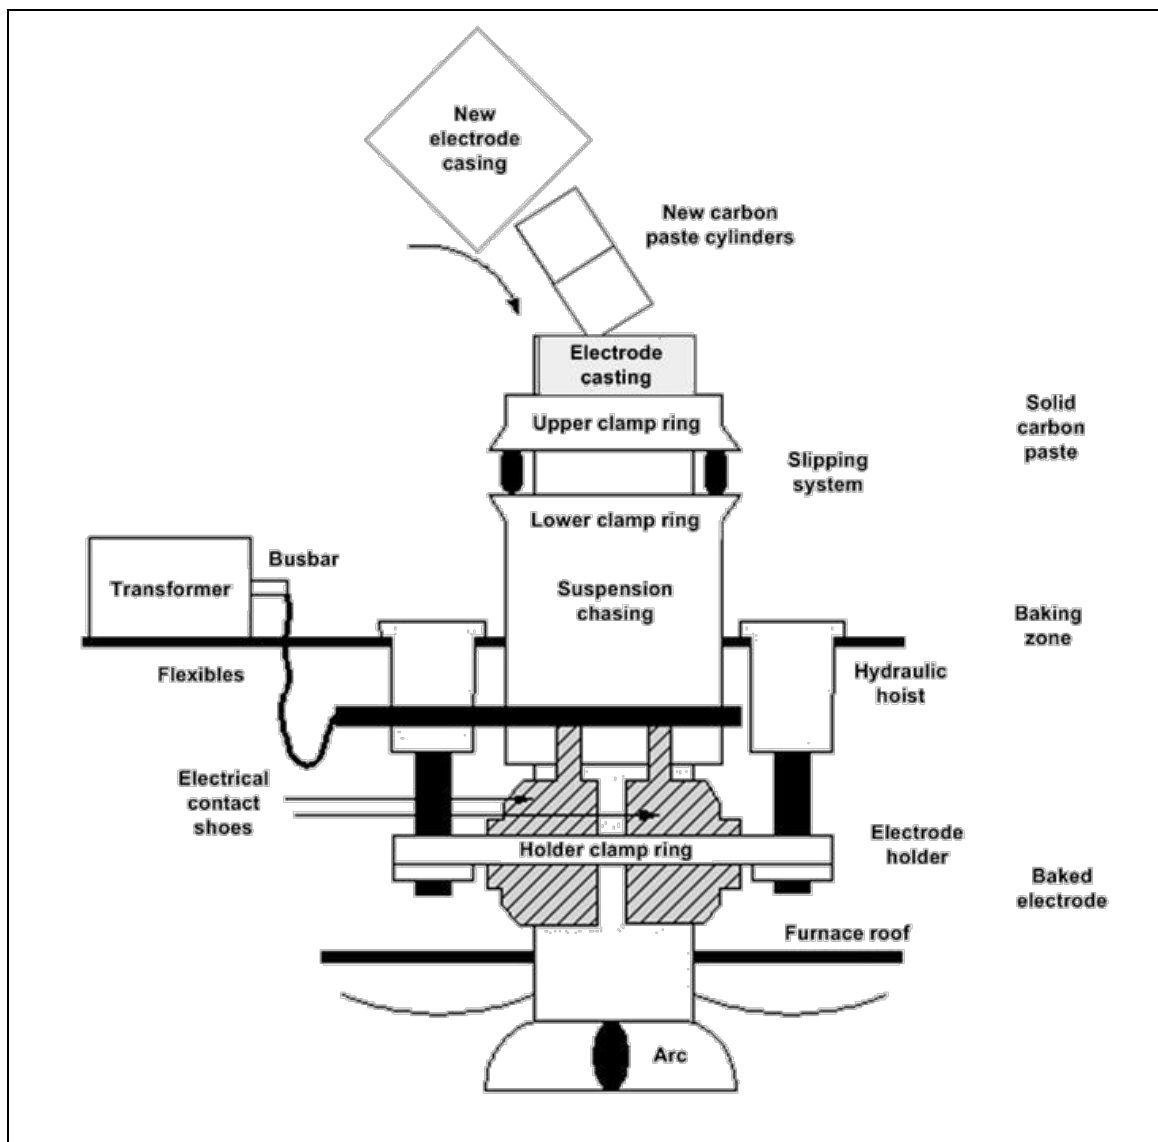 New
electrode
casing
New carbon
paste cylinders
Electrode
casting
Upper clamp ring
Solid
carbon
paste
Slipping
system
Lower clamp ring
Busbar
Transformer
Suspension
chasing
Baking
zone
Flexibles
Hydraulic
hoist
Electrical
contact
shoes
Electrode
holder
Holder clamp ring
Baked
electrode
Furnace roof
Arc